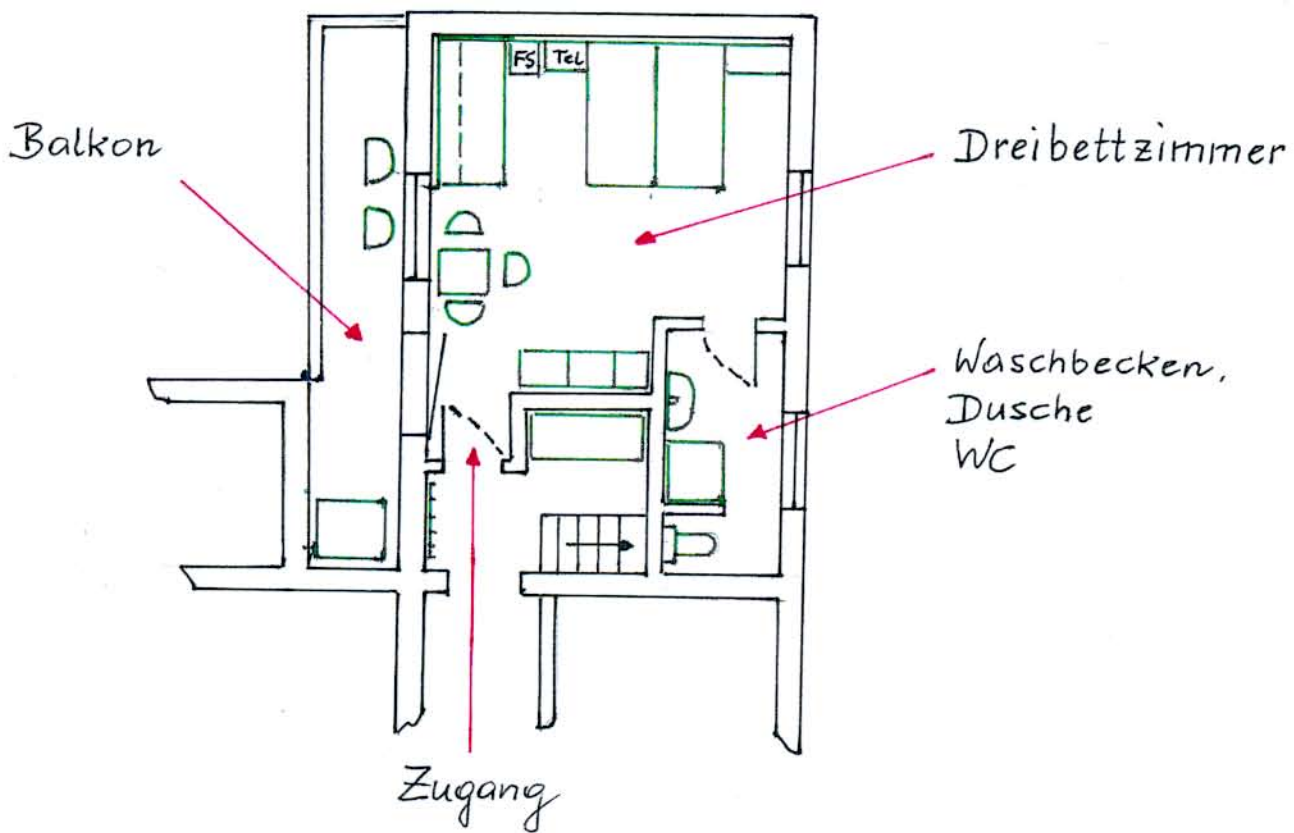 FS Tel
Balkon
Dreibettzimmer
Waschbecken,
Dusche
WC
Zugang